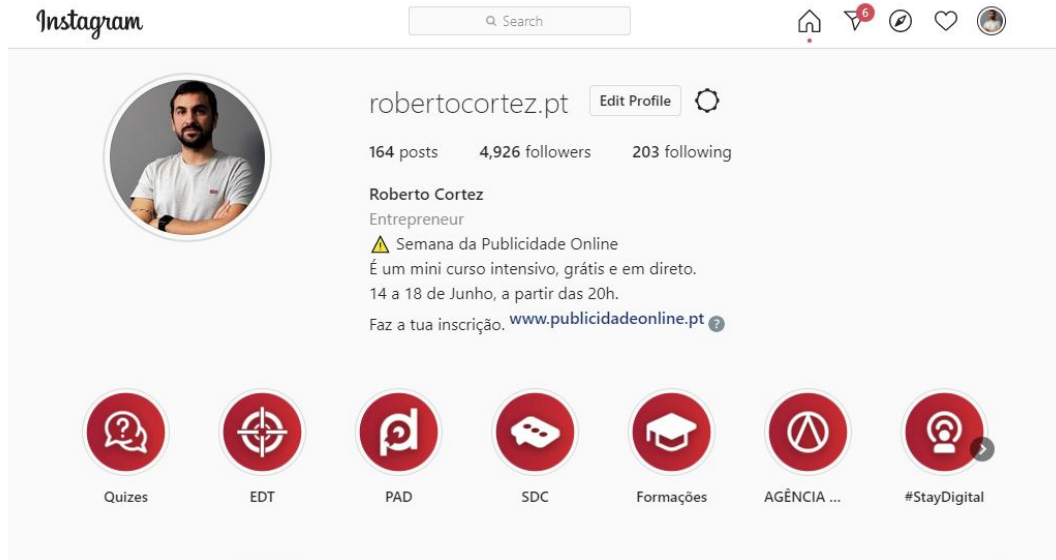 Instagram
Search
6
robertocortez.pt Edit Profile
164 posts 4,926 followers 203 following
Roberto Cortez
Entrepreneur
⚠ Semana da Publicidade Online
É um mini curso intensivo, grátis e em direto.
14 a 18 de Junho, a partir das 20h.
Faz a tua inscrição. www.publicidadeonline.pt ?
Quizes EDT PAD SDC Formações AGÊNCIA ... #StayDigital